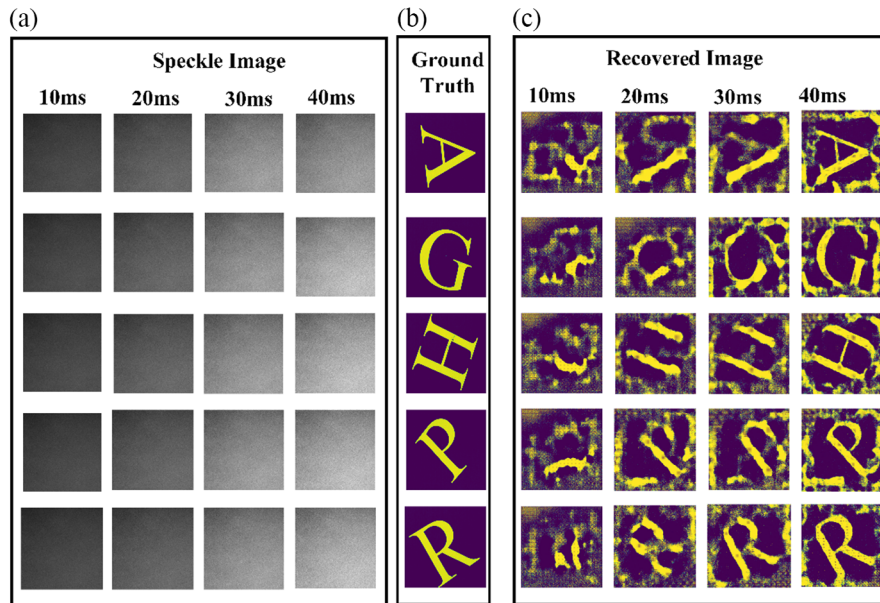 (a) (b) (c)
Speckle Image
10ms 20ms 30ms 40ms
Ground
Truth
A
G
H
P
R
Recovered Image
10ms 20ms 30ms 40ms
A
G
H
P
P
R R